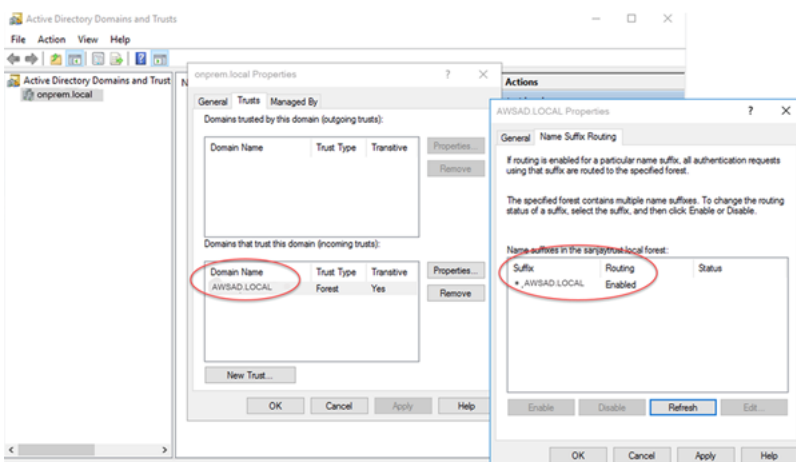 Active Directory Domains and Trusts
File Action View Help
Active Directory Domains and Trust
onprem.local
N
onprem.local Properties
General Trusts Managed By
Domains trusted by this domain (outgoing trusts):
Domain Name Trust Type Transitive
Properties...
Remove
Domains that trust this domain (incoming trusts):
Domain Name Trust Type Transitive
AWSAD.LOCAL Forest Yes
Properties...
Remove
New Trust...
OK Cancel Apply Help
Actions
AWSAD.LOCAL Properties
General Name Suffix Routing
If routing is enabled for a particular name suffix, all authentication requests
using that suffix are routed to the specified forest.
The specified forest contains multiple name suffixes. To change the routing
status of a suffix, select the suffix, and then click Enable or Disable.
Name suffixes in the sanjaytrust.local forest:
Suffix Routing Status
*.AWSAD.LOCAL Enabled
Enable Disable Refresh Edit...
OK Cancel Apply Help